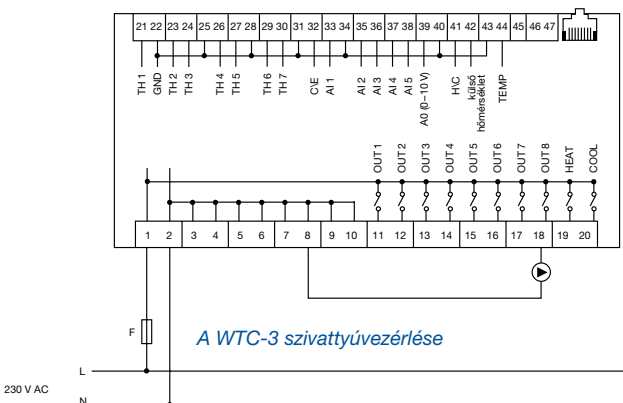 21 22 23 24 25 26 27 28 29 30 31 32 33 34 35 36 37 38 39 40 41 42 43 44 45 46 47
TH 1
GND
TH 2
TH 3
TH 4
TH 5
TH 6
TH 7
C\E
AI 1
AI 2
AI 3
AI 4
AI 5
A0 (0–10 V)
H\C
külső
hőmérséklet
TEMP
OUT 1
OUT 2
OUT 3
OUT 4
OUT 5
OUT 6
OUT 7
OUT 8
HEAT
COOL
1 2 3 4 5 6 7 8 9 10 11 12 13 14 15 16 17 18 19 20
F
A WTC-3 szivattyúvezérlése
L
230 V AC
N